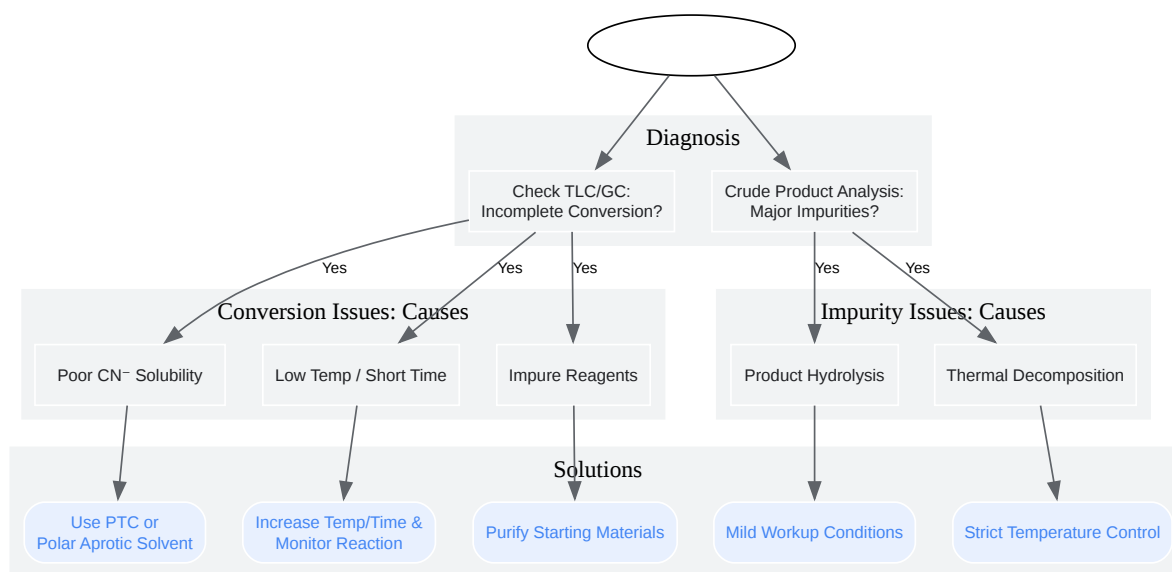 Diagnosis
Check TLC/GC:
Incomplete Conversion?
Crude Product Analysis:
Major Impurities?
Yes
Yes
Yes
Yes
Yes
Conversion Issues: Causes
Impurity Issues: Causes
Poor CN⁻ Solubility
Low Temp / Short Time
Impure Reagents
Product Hydrolysis
Thermal Decomposition
Solutions
Use PTC or
Polar Aprotic Solvent
Increase Temp/Time &
Monitor Reaction
Purify Starting Materials
Mild Workup Conditions
Strict Temperature Control